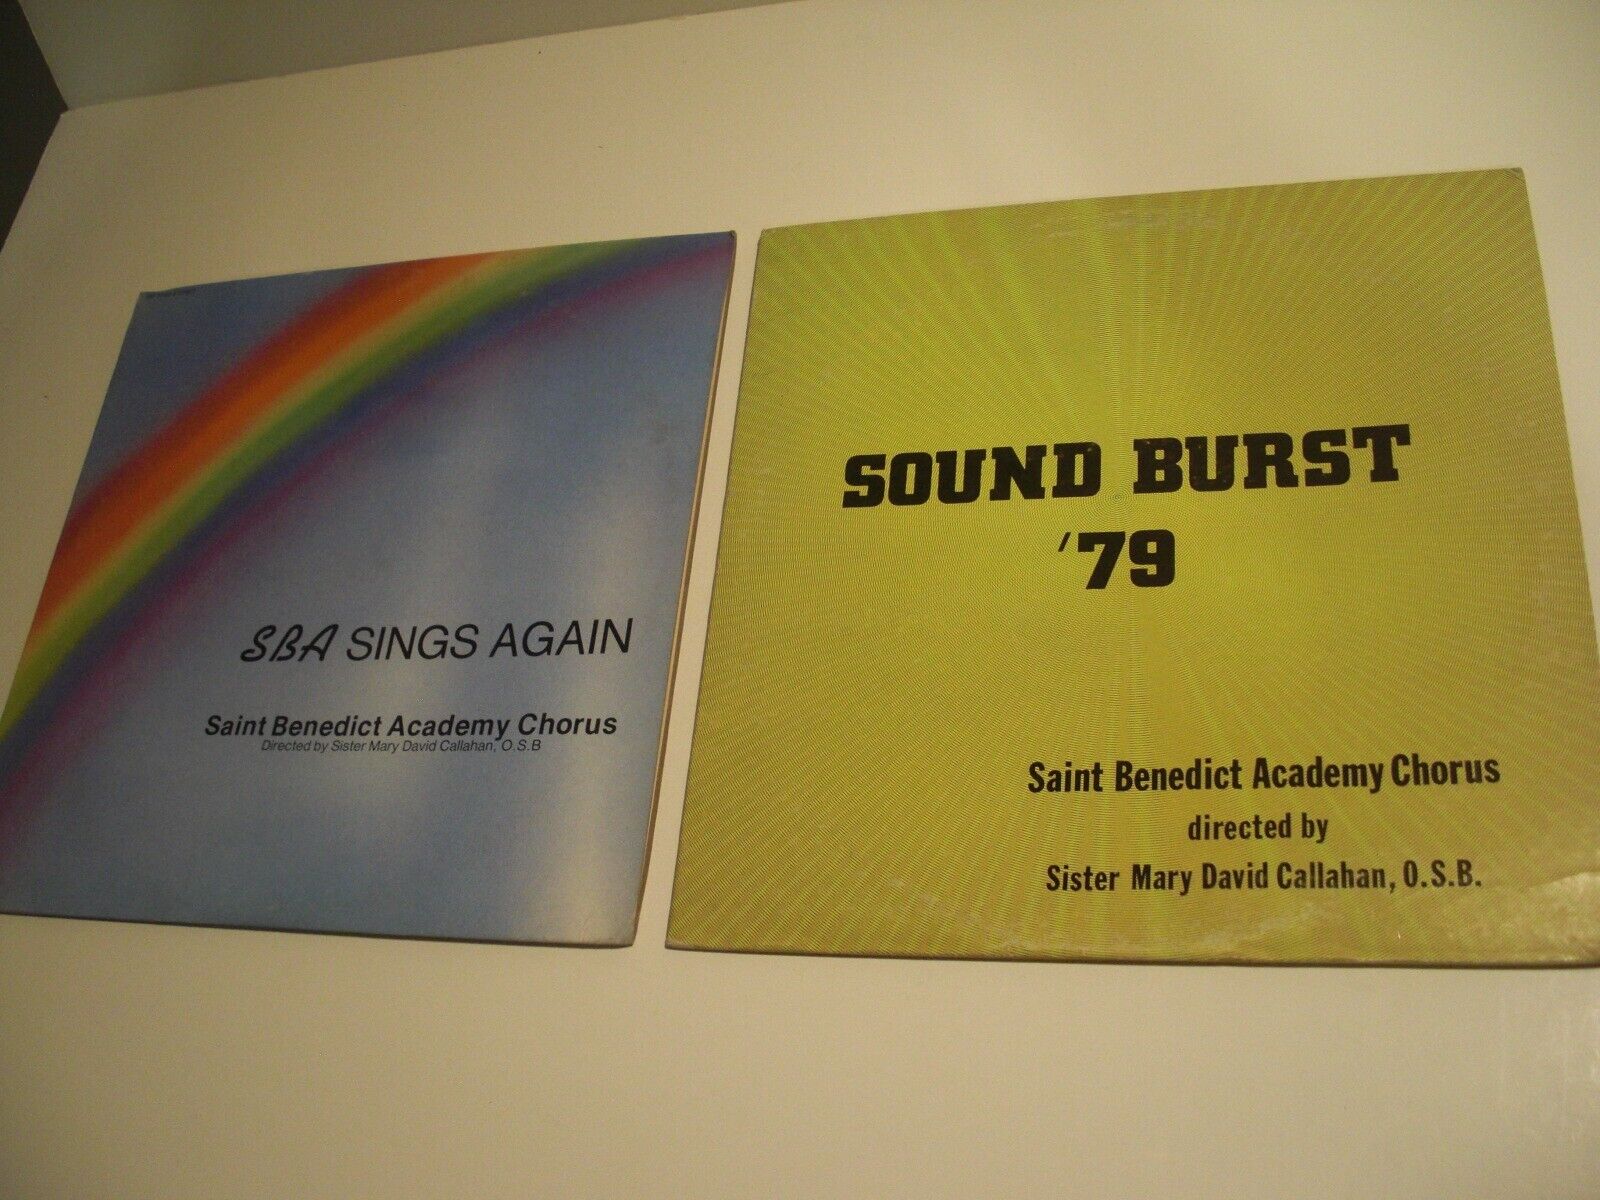 SBA SINGS AGAIN
Saint Benedict Academy Chorus
Directed by Sister Mary David Callahan, O.S.B
SOUND BURST
'79
Saint Benedict Academy Chorus
directed by
Sister Mary David Callahan, O.S.B.